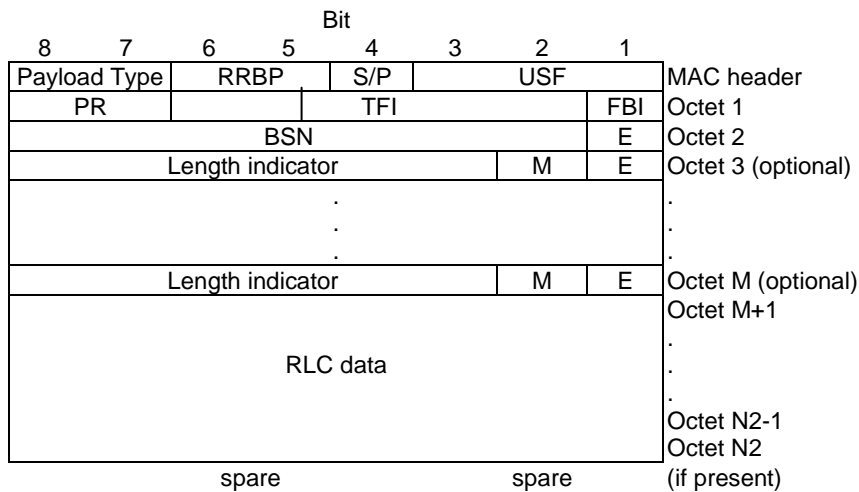 Bit
8 7 6 5 4 3 2 1
Payload Type RRBP S/P USF MAC header
PR TFI FBI Octet 1
BSN E Octet 2
Length indicator M E Octet 3 (optional)
. .
. .
. .
Length indicator M E Octet M (optional)
Octet M+1
.
RLC data .
.
Octet N2-1
Octet N2
spare spare (if present)